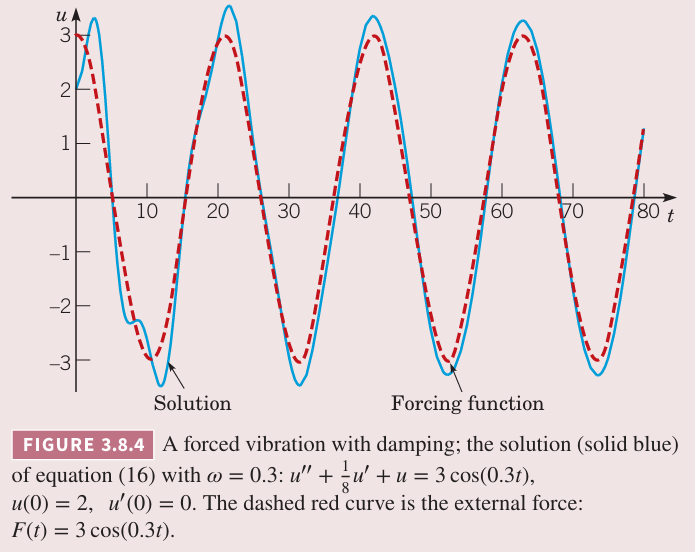 u
3
2
1
10 20 30 40 50 60 70 80 t
−1
−2
−3
Solution
Forcing function
FIGURE 3.8.4 A forced vibration with damping; the solution (solid blue)
of equation (16) with ω = 0.3: u′′ + 1/8 u′ + u = 3 cos(0.3t),
u(0) = 2, u′(0) = 0. The dashed red curve is the external force:
F(t) = 3 cos(0.3t).